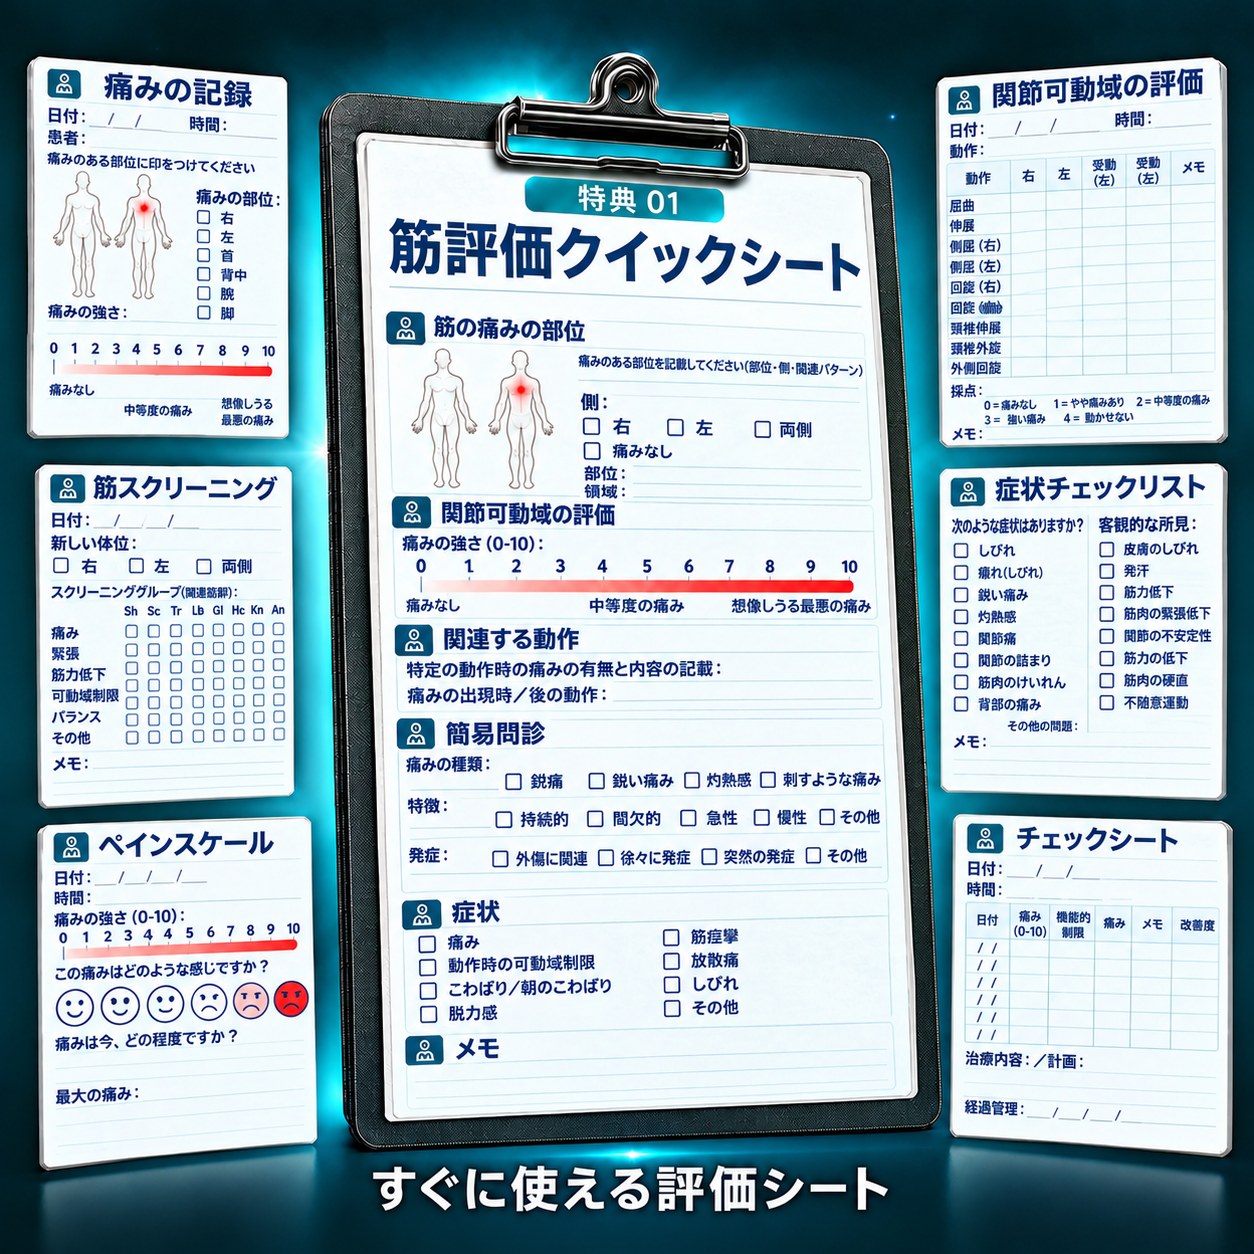 痛みの記録
日付： / / 時間：
患者：
痛みのある部位に印をつけてください
痛みの部位：
右
左
首
背中
腕
脚
痛みの強さ：
0 1 2 3 4 5 6 7 8 9 10
痛みなし
中等度の痛み
想像しうる
最悪の痛み
筋スクリーニング
日付： / / /
新しい体位：
右 左 両側
スクリーニンググループ(関連筋群)：
Sh Sc Tr Lb Gl Hc Kn An
痛み
緊張
筋力低下
可動域制限
バランス
その他
メモ：
ペインスケール
日付： / / /
時間：
痛みの強さ (0-10)：
0 1 2 3 4 5 6 7 8 9 10
この痛みはどのような感じですか？
痛みは今、どの程度ですか？
最大の痛み：
特典 01
筋評価クイックシート
筋の痛みの部位
痛みのある部位を記載してください（部位・側・関連パターン）
側：
右 左 両側
痛みなし
部位：
領域：
関節可動域の評価
痛みの強さ (0-10)：
0 1 2 3 4 5 6 7 8 9 10
痛みなし 中等度の痛み 想像しうる最悪の痛み
関連する動作
特定の動作時の痛みの有無と内容の記載：
痛みの出現時／後の動作：
簡易問診
痛みの種類：
鋭痛 鋭い痛み 灼熱感 刺すような痛み
特徴：
持続的 間欠的 急性 慢性 その他
発症：
外傷に関連 徐々に発症 突然の発症 その他
症状
痛み
動作時の可動域制限
こわばり／朝のこわばり
脱力感
筋痙攣
放散痛
しびれ
その他
メモ
関節可動域の評価
日付： / / 時間：
動作：
動作 右 左 受動(左) 受動(左) メモ
屈曲
伸展
側屈 (右)
側屈 (左)
回旋 (右)
回旋
頸椎伸展
頸椎外旋
外側回旋
採点：
0＝痛みなし 1＝やや痛みあり 2＝中等度の痛み
3＝ 強い痛み 4＝ 動かせない
メモ：
症状チェックリスト
次のような症状はありますか？
しびれ
痺れ(しびれ)
鋭い痛み
灼熱感
関節痛
関節の詰まり
筋肉のけいれん
背部の痛み
客観的な所見：
皮膚のしびれ
発汗
筋力低下
筋肉の緊張低下
関節の不安定性
筋力の低下
筋肉の硬直
不随意運動
その他の問題：
メモ：
チェックシート
日付： / /
時間：
日付 痛み(0-10) 機能的制限 痛み メモ 改善度
/ /
/ /
/ /
/ /
/ /
/ /
治療内容：／計画：
経過管理： / / /
すぐに使える評価シート